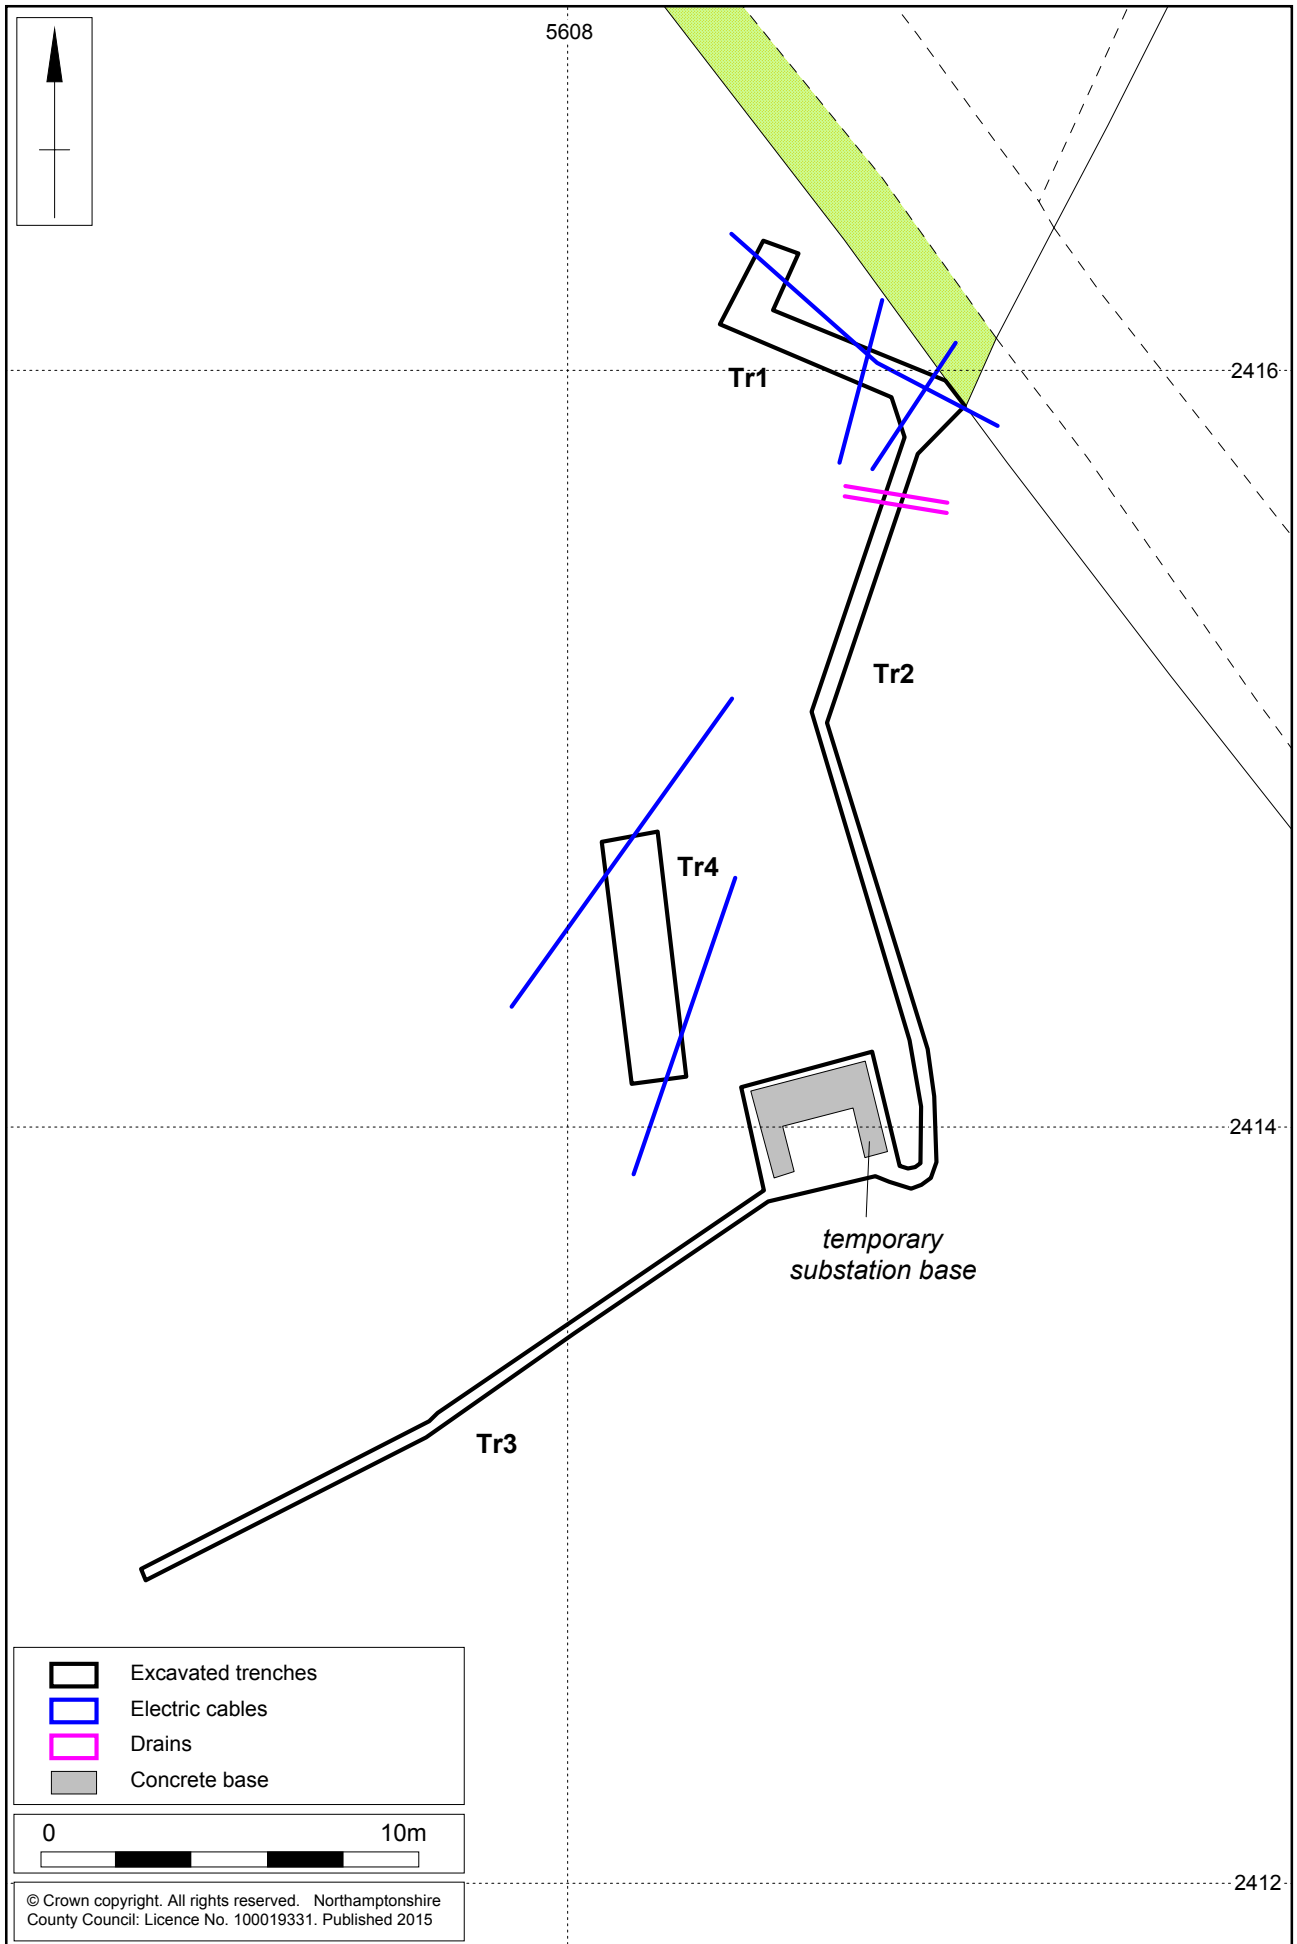 5608
2416
Tr1
Tr2
Tr4
2414
temporary
substation base
Tr3
Excavated trenches
Electric cables
Drains
Concrete base
0 10m
2412
© Crown copyright. All rights reserved. Northamptonshire
County Council: Licence No. 100019331. Published 2015